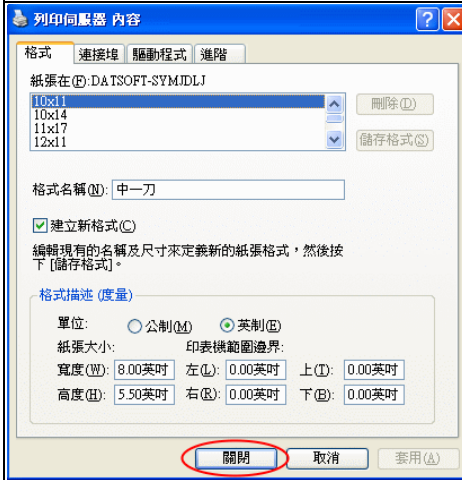 列印伺服器 內容
格式 連接埠 驅動程式 進階
紙張在(F):DATSOFT-SYMJDLJ
10x11
10x14
11x17
12x11
刪除(D)
儲存格式(S)
格式名稱(N): 中一刀
建立新格式(C)
編輯現有的名稱及尺寸來定義新的紙張格式，然後按
下 [儲存格式]。
格式描述 (度量)
單位: 公制(M) 英制(E)
紙張大小: 印表機範圍邊界:
寬度(W): 8.00英吋 左(L): 0.00英吋 上(T): 0.00英吋
高度(H): 5.50英吋 右(R): 0.00英吋 下(B): 0.00英吋
關閉 取消 套用(A)